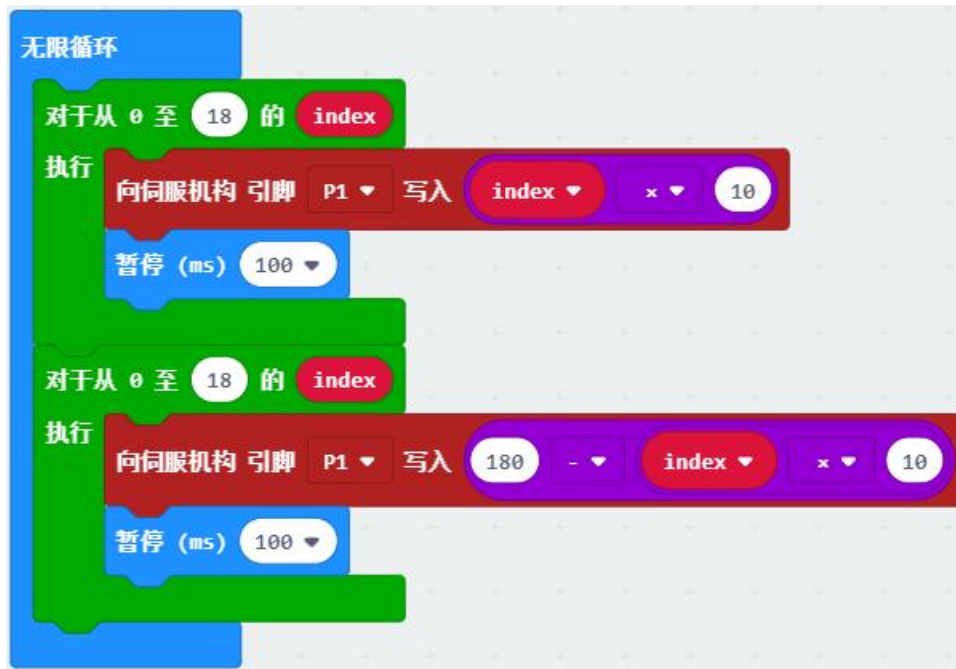 无限循环
对于从 0 至 18 的 index
执行
向伺服机构 引脚 P1 写入 index x 10
暂停 (ms) 100
对于从 0 至 18 的 index
执行
向伺服机构 引脚 P1 写入 180 - index x 10
暂停 (ms) 100